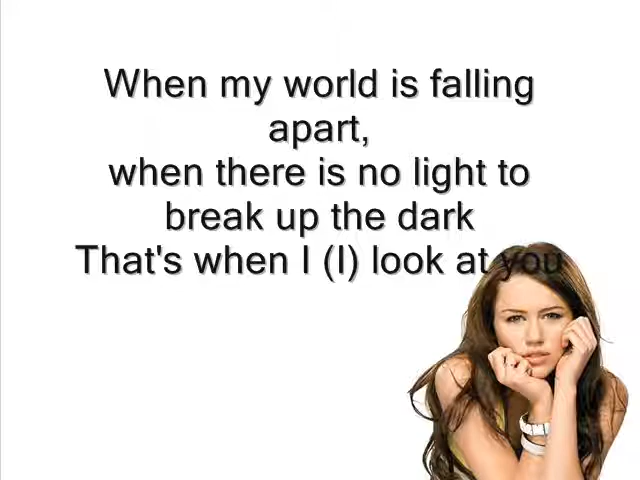 When my world is falling
apart,
when there is no light to
break up the dark
That's when I (I) look at you